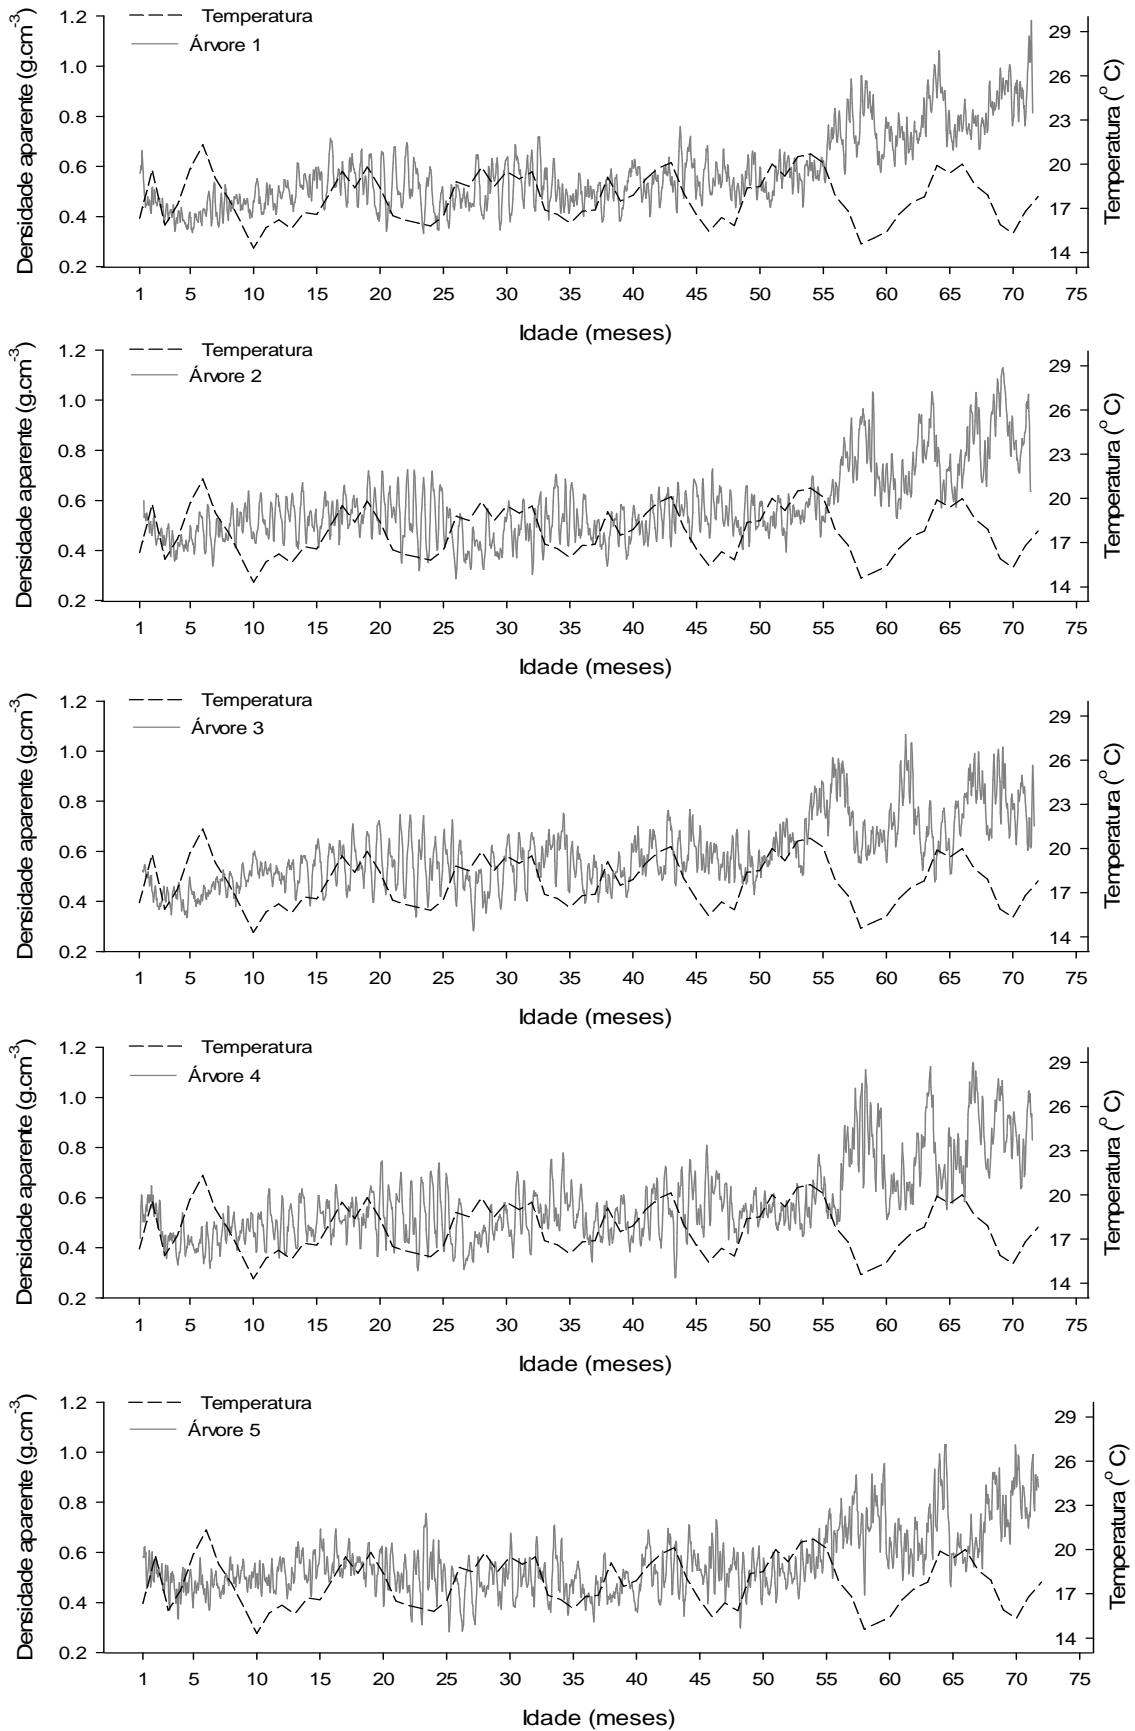 Temperatura
Árvore 1
Densidade aparente (g.cm-3)
Temperatura (o C)
1.2
1.0
0.8
0.6
0.4
0.2
29
26
23
20
17
14
1 5 10 15 20 25 30 35 40 45 50 55 60 65 70 75
Idade (meses)
Temperatura
Árvore 2
Densidade aparente (g.cm-3)
Temperatura (o C)
1.2
1.0
0.8
0.6
0.4
0.2
29
26
23
20
17
14
1 5 10 15 20 25 30 35 40 45 50 55 60 65 70 75
Idade (meses)
Temperatura
Árvore 3
Densidade aparente (g.cm-3)
Temperatura (o C)
1.2
1.0
0.8
0.6
0.4
0.2
29
26
23
20
17
14
1 5 10 15 20 25 30 35 40 45 50 55 60 65 70 75
Idade (meses)
Temperatura
Árvore 4
Densidade aparente (g.cm-3)
Temperatura (o C)
1.2
1.0
0.8
0.6
0.4
0.2
29
26
23
20
17
14
1 5 10 15 20 25 30 35 40 45 50 55 60 65 70 75
Idade (meses)
Temperatura
Árvore 5
Densidade aparente (g.cm-3)
Temperatura (o C)
1.2
1.0
0.8
0.6
0.4
0.2
29
26
23
20
17
14
1 5 10 15 20 25 30 35 40 45 50 55 60 65 70 75
Idade (meses)